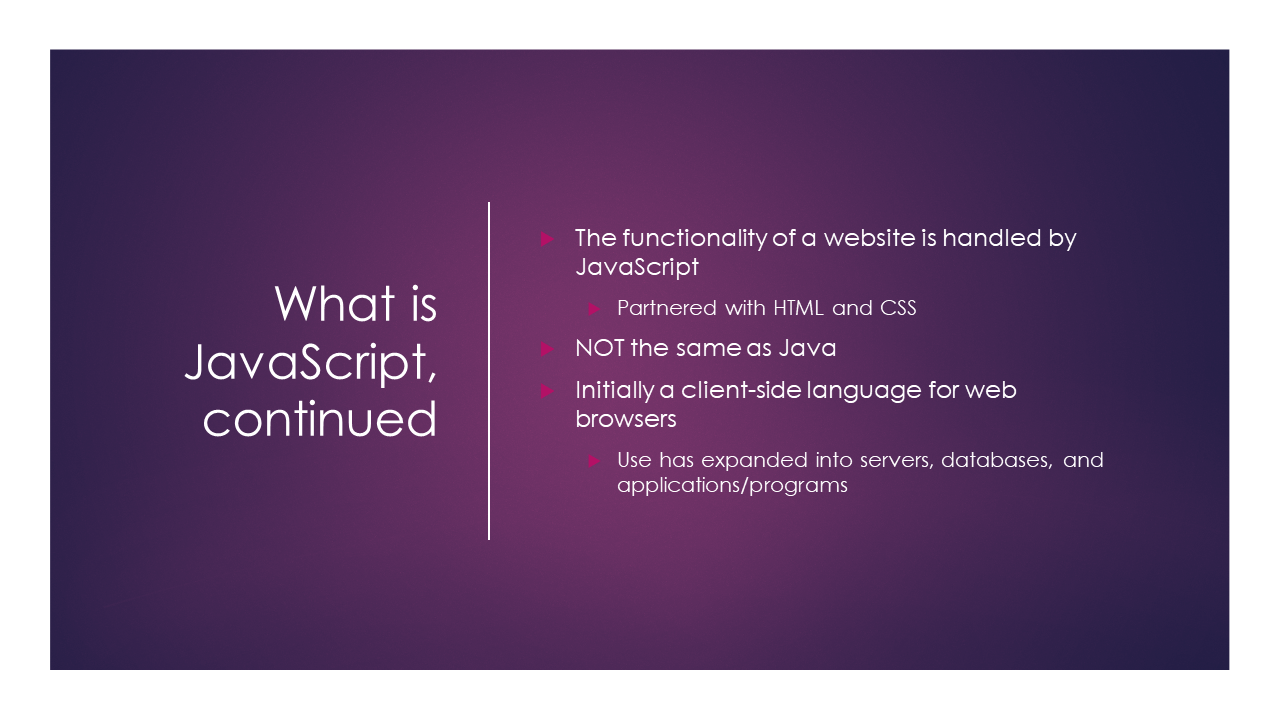 What is
JavaScript,
continued
The functionality of a website is handled by
JavaScript
Partnered with HTML and CSS
NOT the same as Java
Initially a client-side language for web
browsers
Use has expanded into servers, databases, and
applications/programs